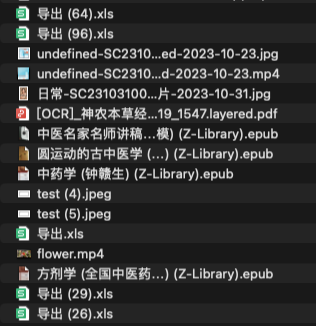 导出 (64).xls
导出 (96).xls
undefined-SC2310...ed-2023-10-23.jpg
undefined-SC2310...d-2023-10-23.mp4
日常-SC23103100...片-2023-10-31.jpg
[OCR]_神农本草经...19_1547.layered.pdf
中医名家名师讲稿...模) (Z-Library).epub
圆运动的古中医学 (...) (Z-Library).epub
中药学 (钟赣生) (Z-Library).epub
test (4).jpeg
test (5).jpeg
导出.xls
flower.mp4
方剂学 (全国中医药...) (Z-Library).epub
导出 (29).xls
导出 (26).xls